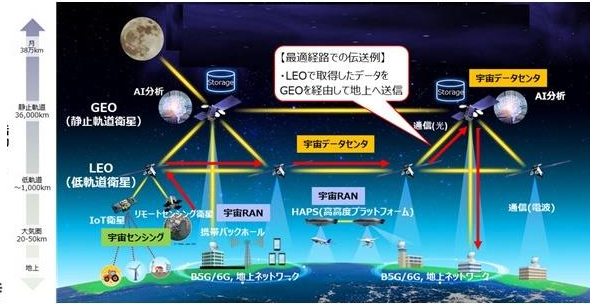 月
38万km
静止軌道
36,000km
低軌道
~1,000km
大気圏
20-50km
地上
AI分析
Storage
GEO
(静止軌道衛星)
【最適経路での伝送例】
・LEOで取得したデータを
GEOを経由して地上へ送信
Storage
宇宙データセンタ
AI分析
通信(光)
宇宙データセンタ
LEO
(低軌道衛星)
IoT衛星
リモートセンシング衛星
宇宙センシング
宇宙RAN
携帯バックホール
宇宙RAN
HAPS(高高度プラットフォーム)
通信(電波)
B5G/6G, 地上ネットワーク
B5G/6G, 地上ネットワーク